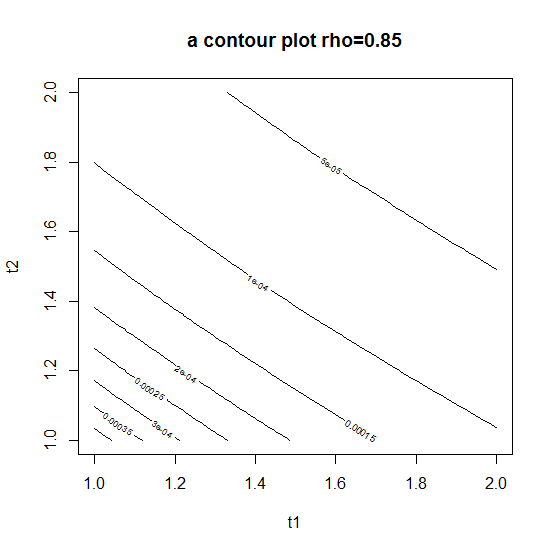 a contour plot rho=0.85
2.0
1.8
1.6
1.4
1.2
1.0
t2
5e-05
1e-04
2e-04
0.00025
0.00035
3e-04
0.00015
1.0 1.2 1.4 1.6 1.8 2.0
t1